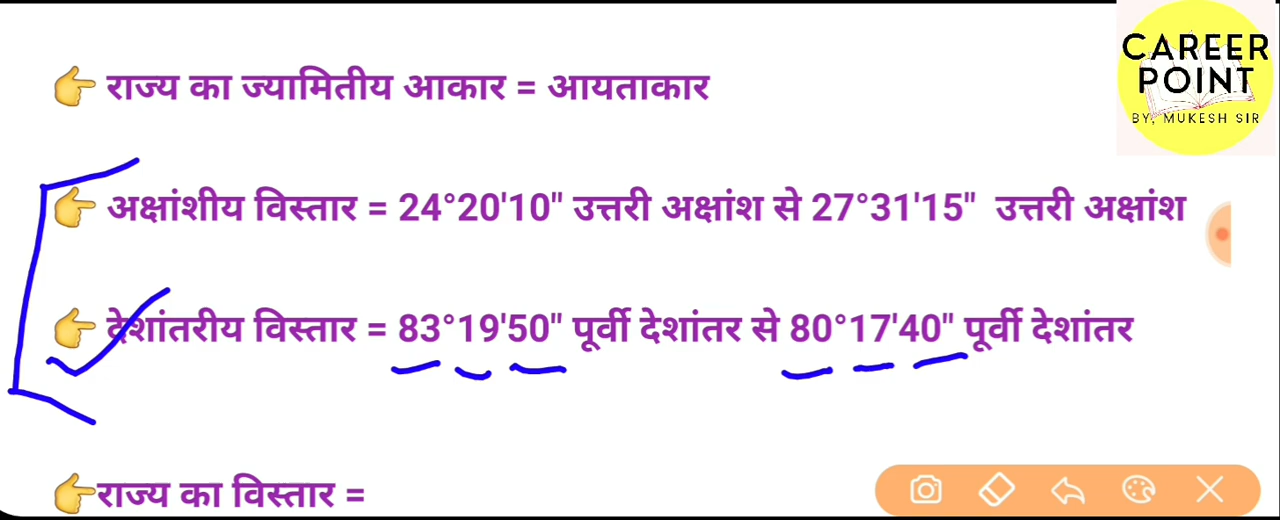 CAREER
POINT
BY, MUKESH SIR
राज्य का ज्यामितीय आकार = आयताकार
अक्षांशीय विस्तार = 24°20'10" उत्तरी अक्षांश से 27°31'15" उत्तरी अक्षांश
देशांतरीय विस्तार = 83°19'50" पूर्वी देशांतर से 80°17'40" पूर्वी देशांतर
राज्य का विस्तार =